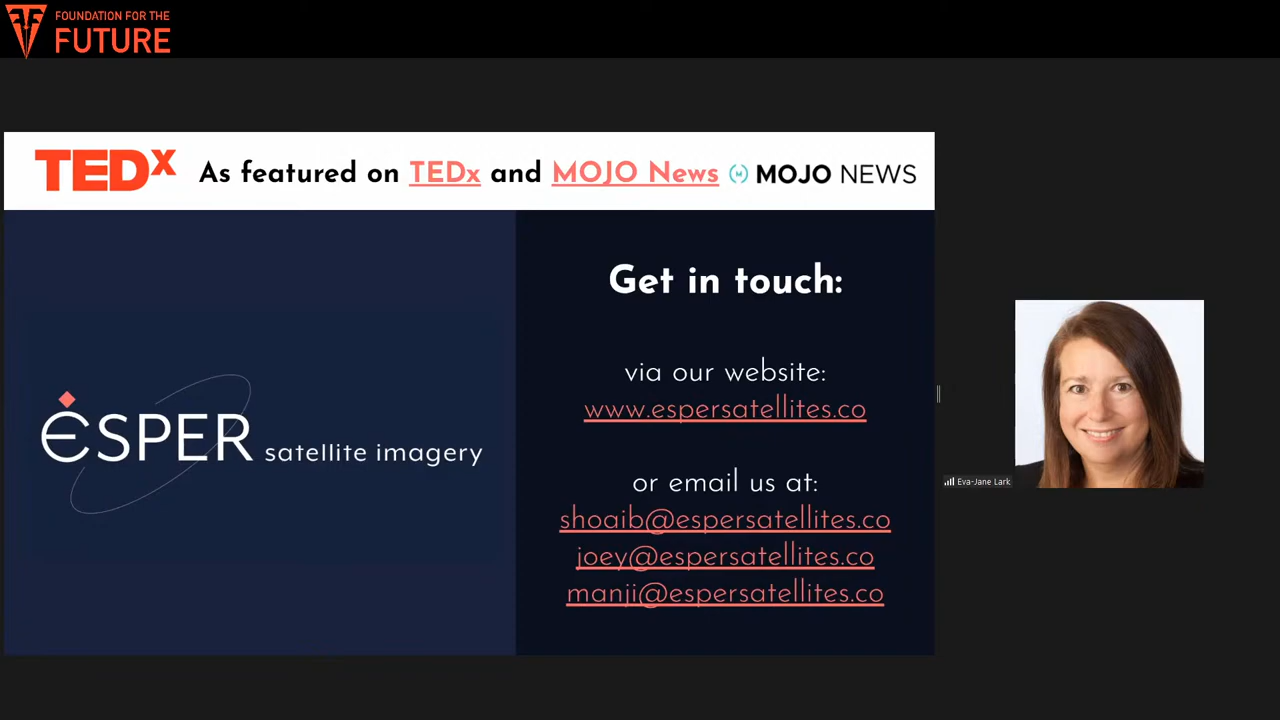 FOUNDATION FOR THE
FUTURE
TEDx As featured on TEDx and MOJO News MOJO NEWS
Get in touch:
via our website:
www.espersatellites.co
ESPER satellite imagery
or email us at:
shoaib@espersatellites.co
joey@espersatellites.co
manji@espersatellites.co
Eva-Jane Lark